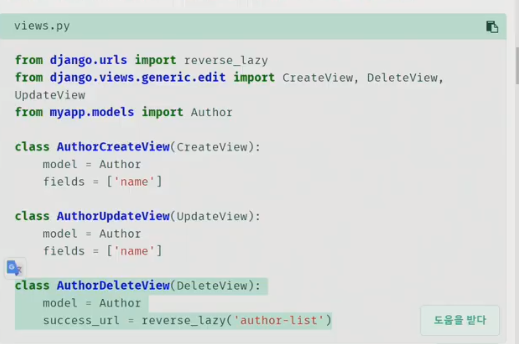 views.py
from django.urls import reverse_lazy
from django.views.generic.edit import CreateView, DeleteView,
UpdateView
from myapp.models import Author
class AuthorCreateView(CreateView):
    model = Author
    fields = ['name']
class AuthorUpdateView(UpdateView):
    model = Author
    fields = ['name']
class AuthorDeleteView(DeleteView):
    model = Author
    success_url = reverse_lazy('author-list')
도움을 받다